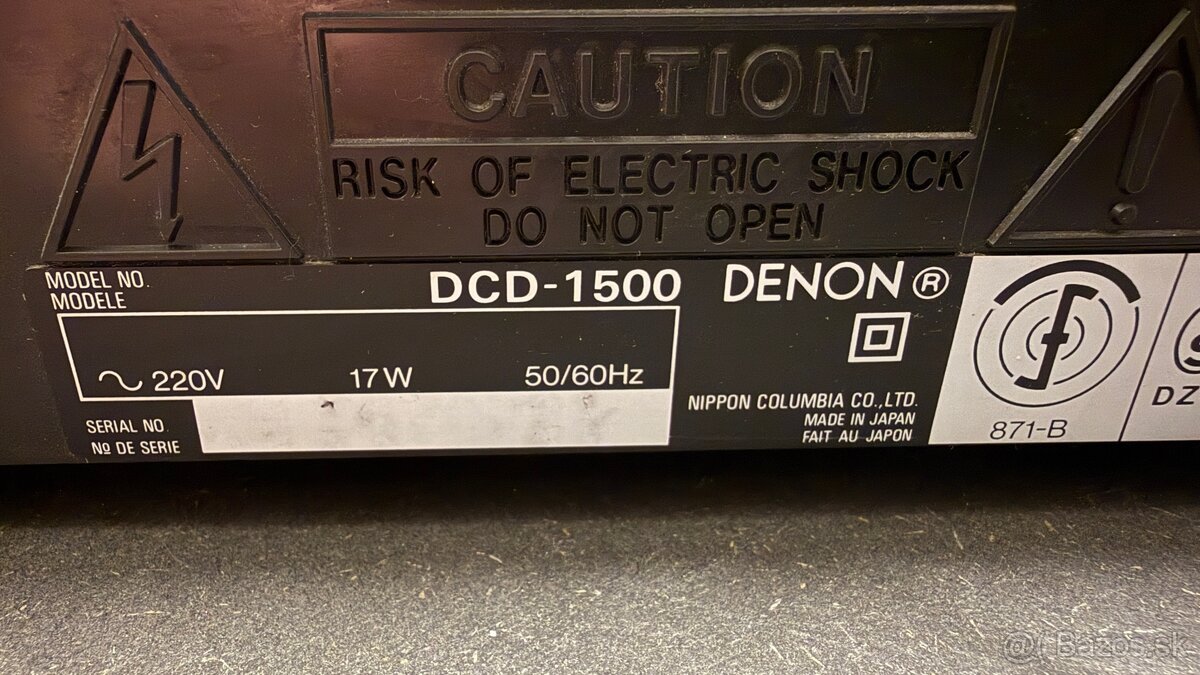 CAUTION
RISK OF ELECTRIC SHOCK
DO NOT OPEN
MODEL NO.
MODELE
DCD-1500
DENON®
220V 17W 50/60Hz
SERIAL NO
Nº DE SERIE
NIPPON COLUMBIA CO.,LTD.
MADE IN JAPAN
FAIT AU JAPON
871-B
DZ
Bazos.sk